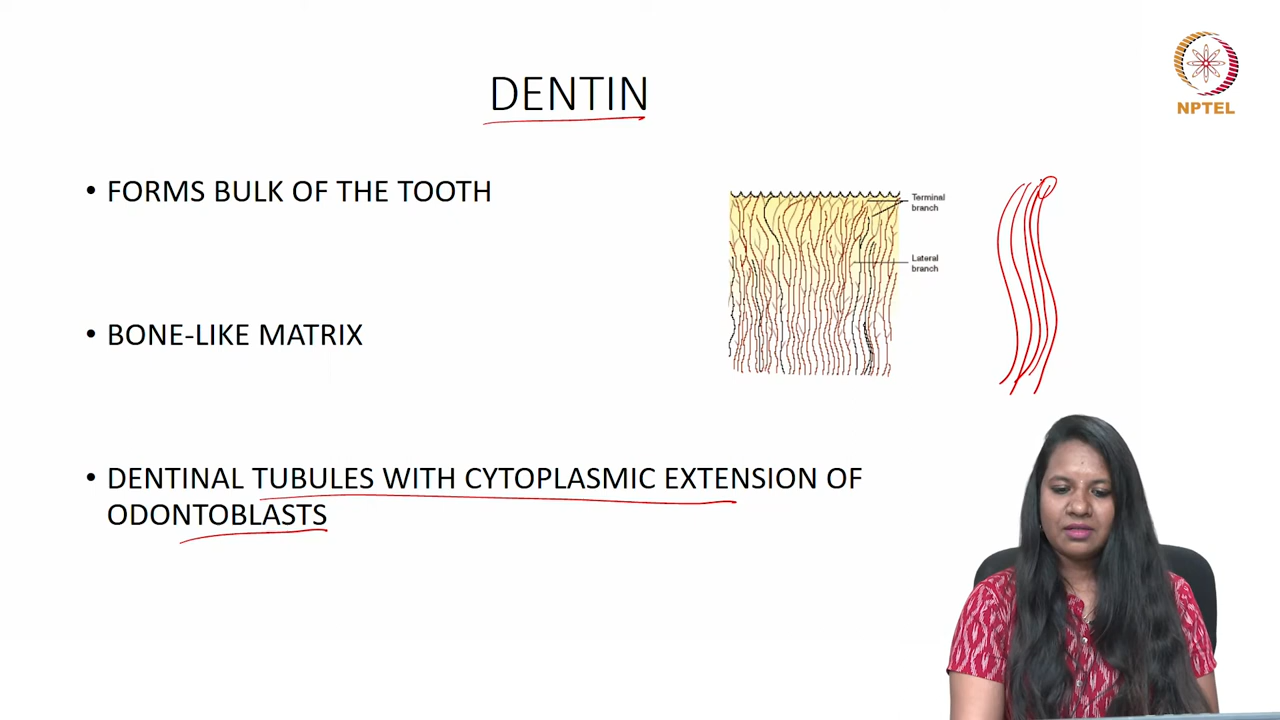 DENTIN
NPTEL
• FORMS BULK OF THE TOOTH
Terminal
branch
Lateral
branch
• BONE-LIKE MATRIX
• DENTINAL TUBULES WITH CYTOPLASMIC EXTENSION OF
ODONTOBLASTS